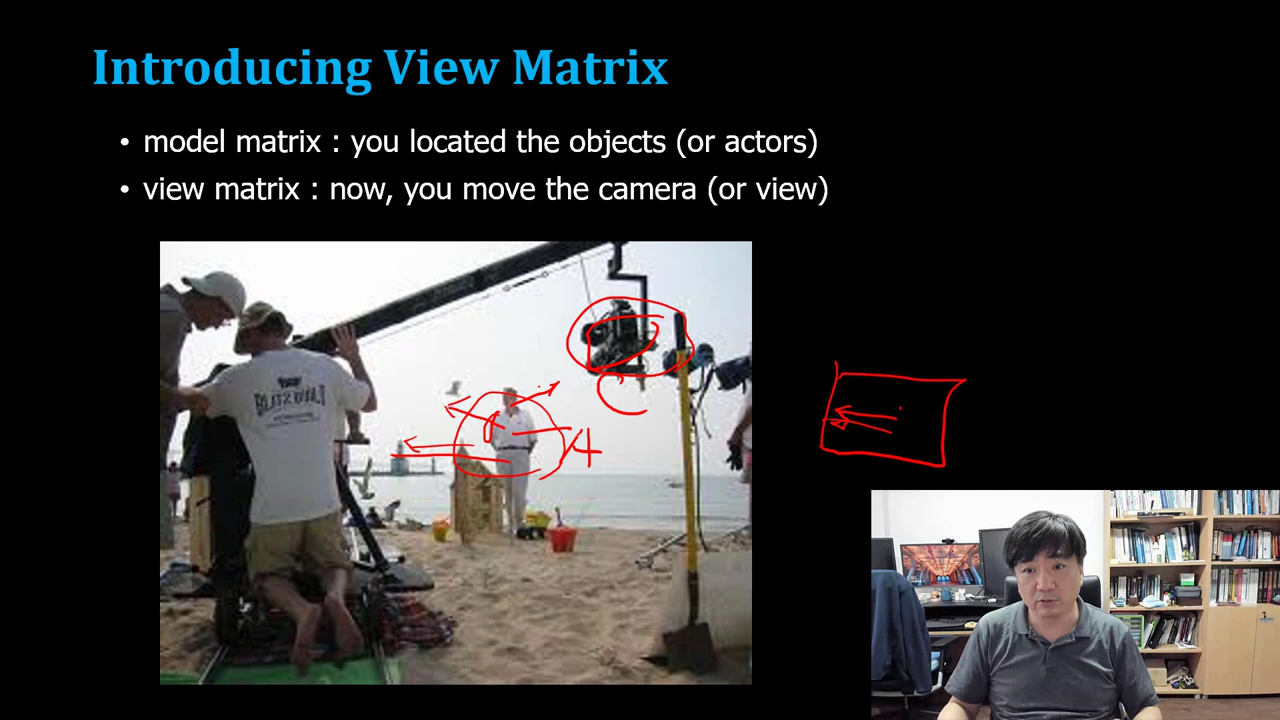 Introducing View Matrix
• model matrix : you located the objects (or actors)
• view matrix : now, you move the camera (or view)
C
A